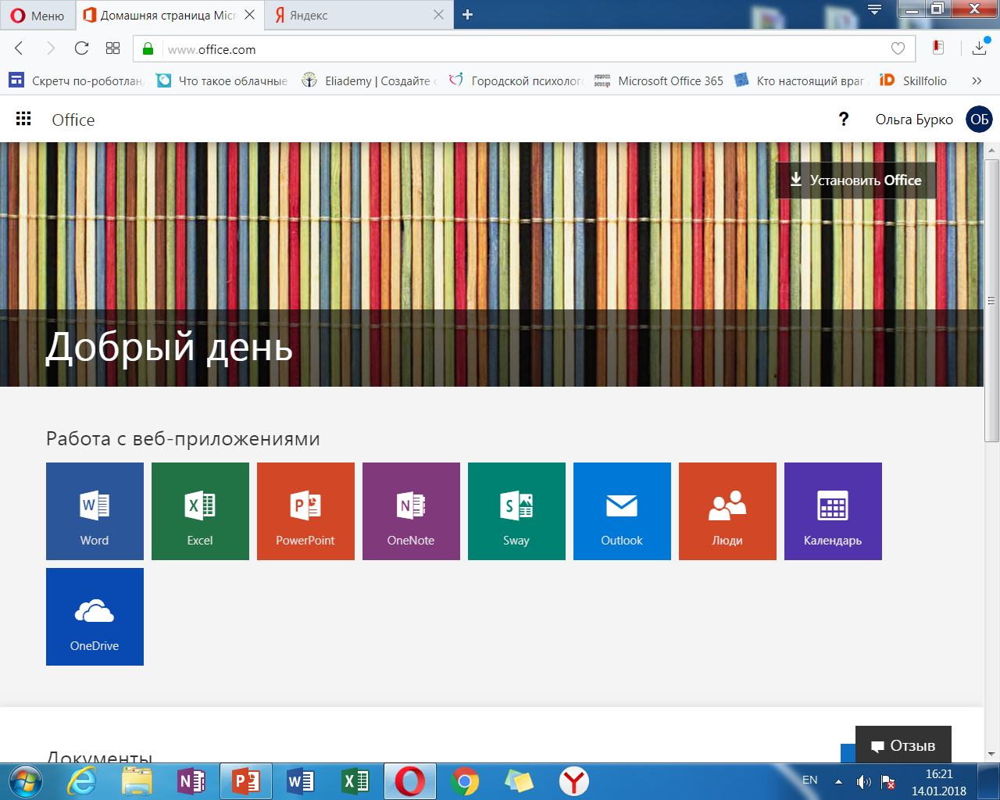 Меню
Домашняя страница Micr
Яндекс
www.office.com
Скретч по-роботланд
Что такое облачные
Eliademy | Создайте с
Городской психолог
Microsoft Office 365
Кто настоящий враг
Skillfolio
Office
?
Ольга Бурко
ОБ
Установить Office
Добрый день
Работа с веб-приложениями
Word
Excel
PowerPoint
OneNote
Sway
Outlook
Люди
Календарь
OneDrive
Документы
Отзыв
EN
16:21
14.01.2018